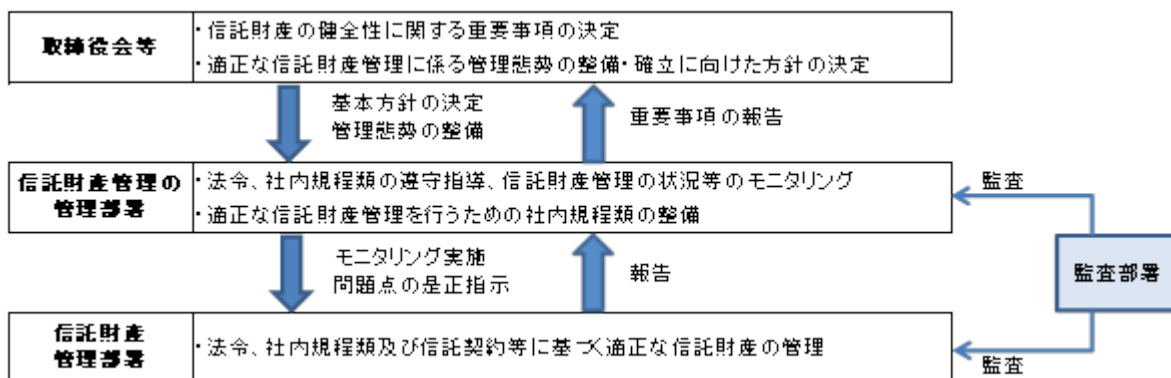 取締役会等
・信託財産の健全性に関する重要事項の決定
・適正な信託財産管理に係る管理態勢の整備・確立に向けた方針の決定
基本方針の決定
管理態勢の整備
重要事項の報告
信託財産管理の
管理部署
・法令、社内規程類の遵守指導、信託財産管理の状況等のモニタリング
・適正な信託財産管理を行うための社内規程類の整備
監査
モニタリング実施
問題点の是正指示
報告
監査部署
信託財産
管理部署
・法令、社内規程類及び信託契約等に基づく適正な信託財産の管理
監査